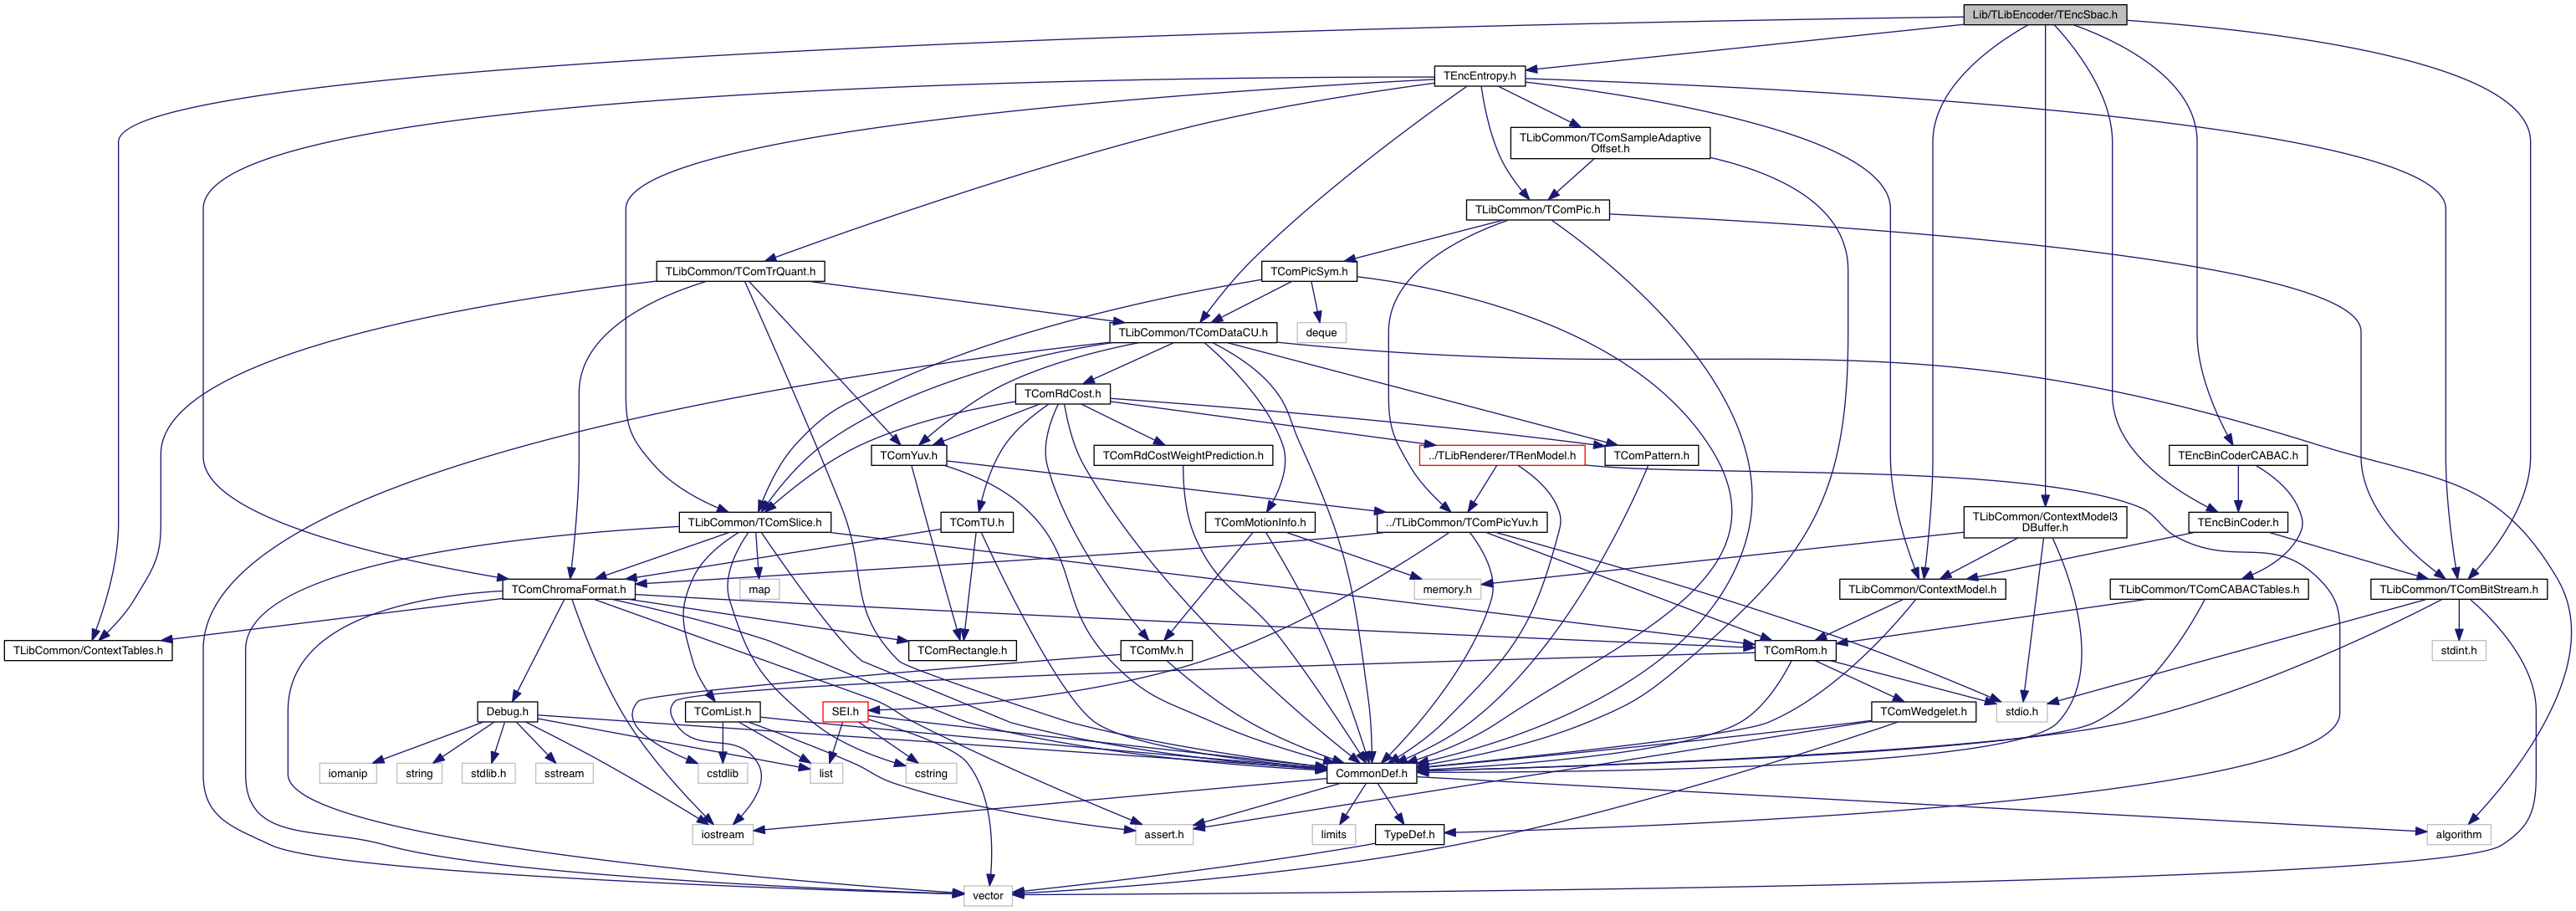 Lib/TLibEncoder/TEncSbac.h
TEncEntropy.h
TLibCommon/TComSampleAdaptive
Offset.h
TLibCommon/TComPic.h
TLibCommon/TComTrQuant.h
TComPicSym.h
TLibCommon/TComDataCU.h
deque
TComRdCost.h
TComYuv.h
TComRdCostWeightPrediction.h
../TLibRenderer/TRenModel.h
TComPattern.h
TEncBinCoderCABAC.h
TLibCommon/TComSlice.h
TComTU.h
TComMotionInfo.h
../TLibCommon/TComPicYuv.h
TLibCommon/ContextModel3
DBuffer.h
TEncBinCoder.h
TComChromaFormat.h
map
memory.h
TLibCommon/ContextModel.h
TLibCommon/TComCABACTables.h
TLibCommon/TComBitStream.h
TLibCommon/ContextTables.h
TComRectangle.h
TComMv.h
TComRom.h
stdint.h
Debug.h
TComList.h
SEI.h
TComWedgelet.h
stdio.h
iomanip
string
stdlib.h
sstream
cstdlib
list
cstring
CommonDef.h
iostream
assert.h
limits
TypeDef.h
algorithm
vector